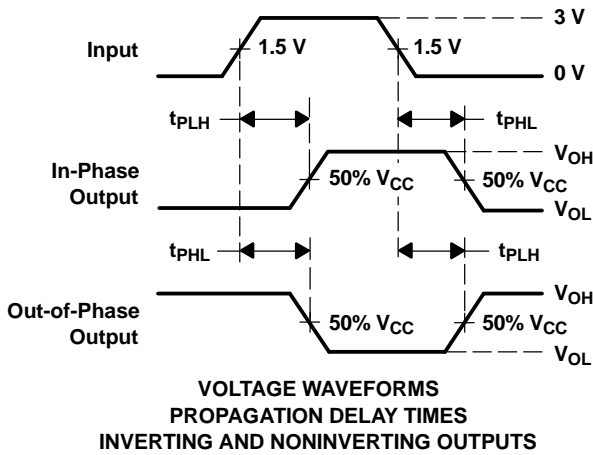 3 V
Input
1.5 V
1.5 V
0 V
tPLH
tPHL
VOH
In-Phase
Output
50% VCC
50% VCC
VOL
tPHL
tPLH
VOH
Out-of-Phase
Output
50% VCC
50% VCC
VOL
VOLTAGE WAVEFORMS
PROPAGATION DELAY TIMES
INVERTING AND NONINVERTING OUTPUTS